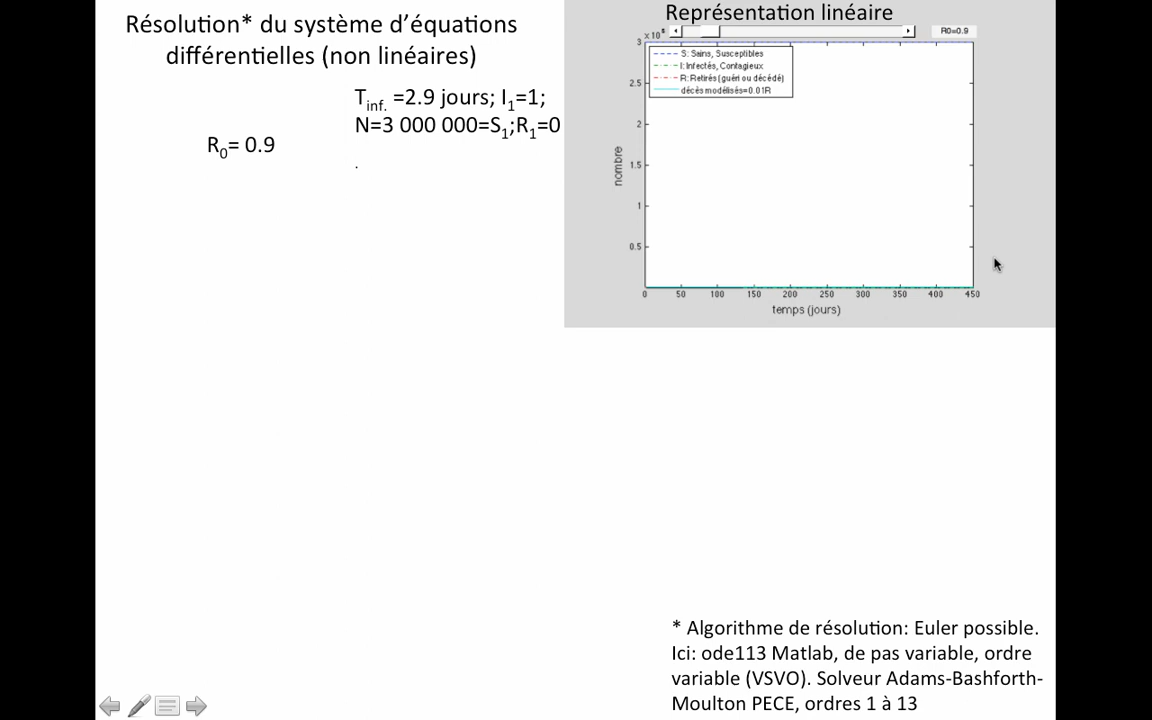 Résolution* du système d'équations
différentielles (non linéaires)
T inf. =2.9 jours; I1=1;
N=3 000 000=S1;R1=0
R0= 0.9
.
Représentation linéaire
R0=0.9
x 10⁶
S: Sains, Susceptibles
I: Infectés, Contagieux
R: Retirés (guéri ou décédé)
décès modélisés=0.01R
3
2.5
2
1.5
1
0.5
nombre
0 50 100 150 200 250 300 350 400 450
temps (jours)
* Algorithme de résolution: Euler possible.
Ici: ode113 Matlab, de pas variable, ordre
variable (VSVO). Solveur Adams-Bashforth-
Moulton PECE, ordres 1 à 13